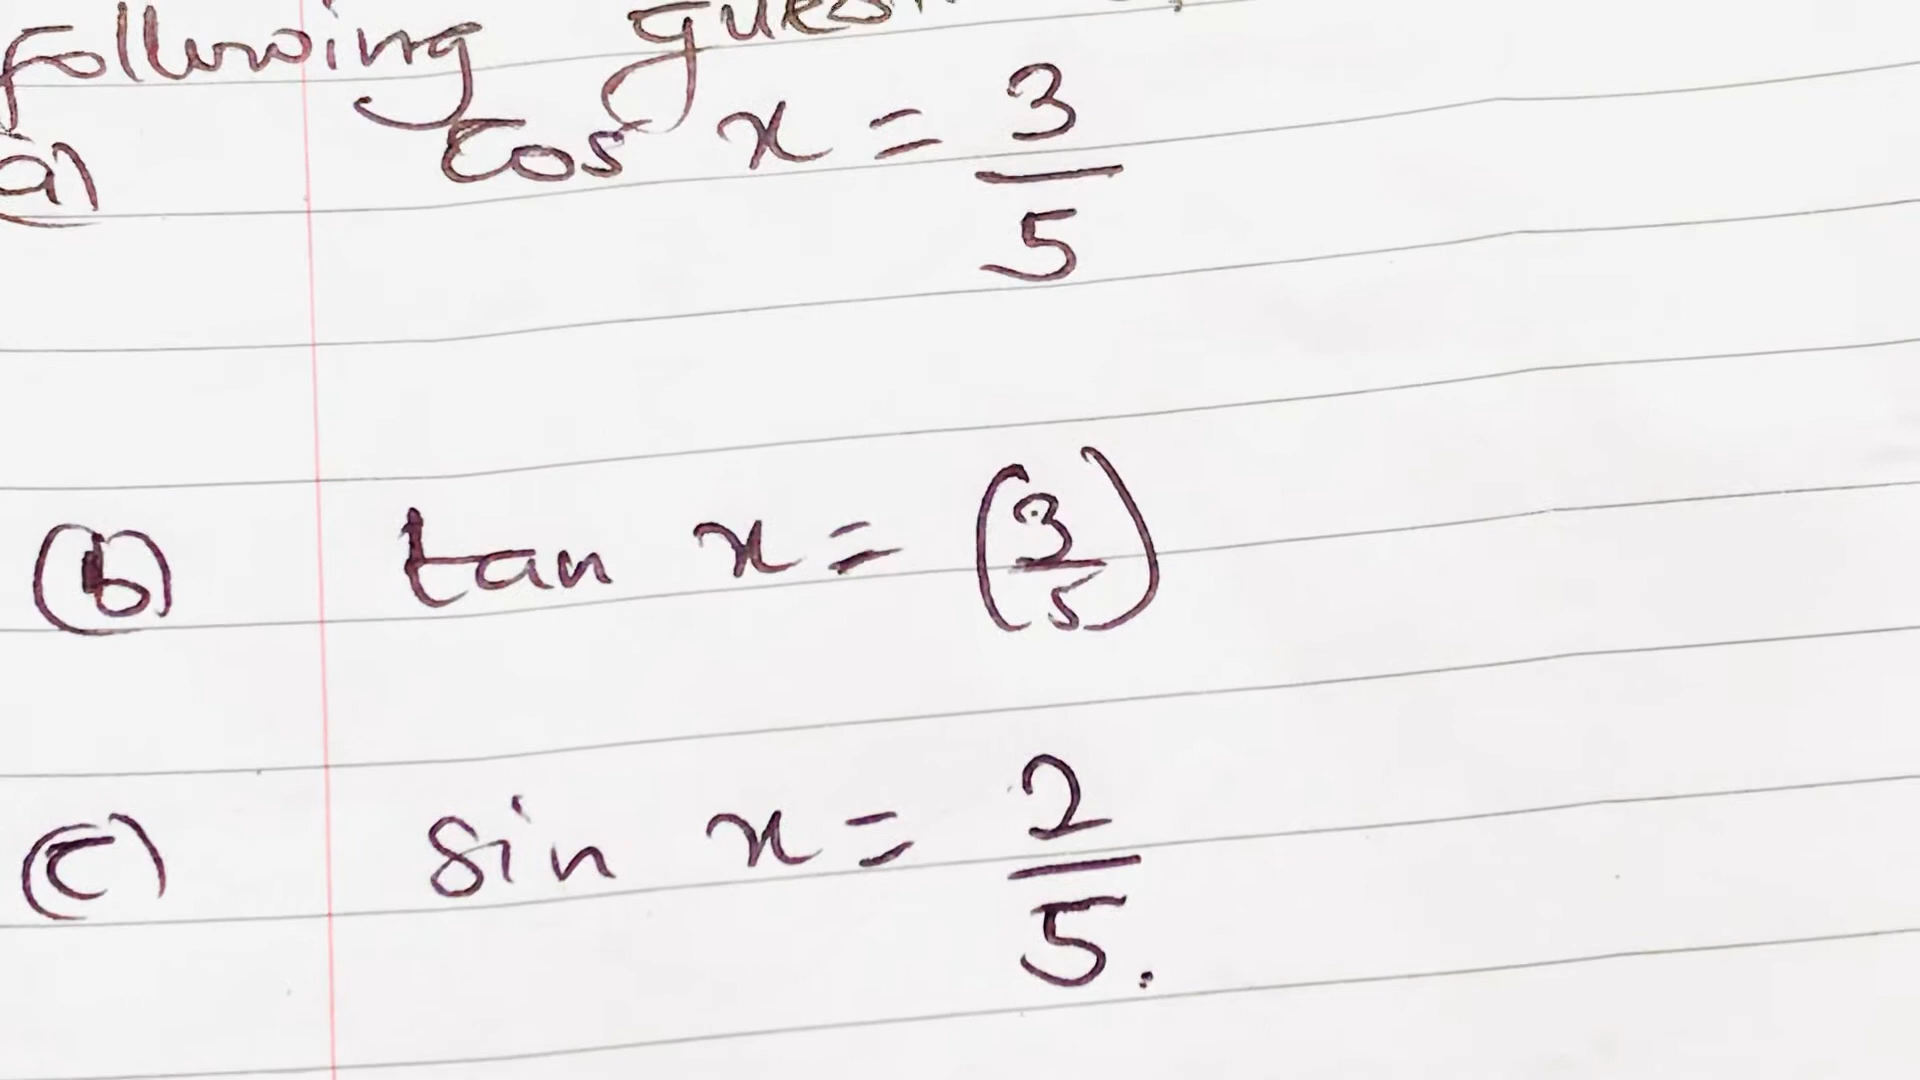 following
a) cos x = 3/5
(b) tan x = (3/5)
(c) sin x = 2/5.